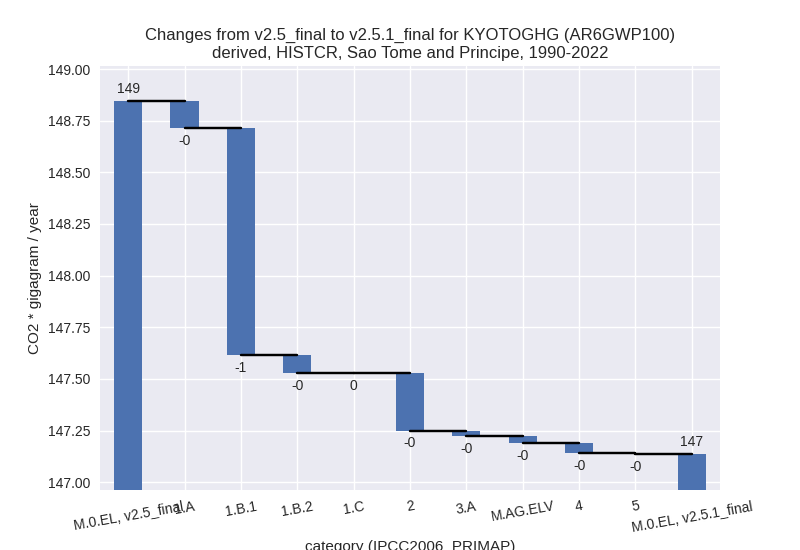 Changes from v2.5_final to v2.5.1_final for KYOTOGHG (AR6GWP100)
derived, HISTCR, Sao Tome and Principe, 1990-2022
CO2 * gigagram / year
149.00
148.75
148.50
148.25
148.00
147.75
147.50
147.25
147.00
149
-0
-1
-0
0
-0
-0
-0
-0
-0
147
M.0.EL, v2.5_final
1.A
1.B.1
1.B.2
1.C
2
3.A
M.AG.ELV
4
5
M.0.EL, v2.5.1_final
category (IPCC2006_PRIMAP)